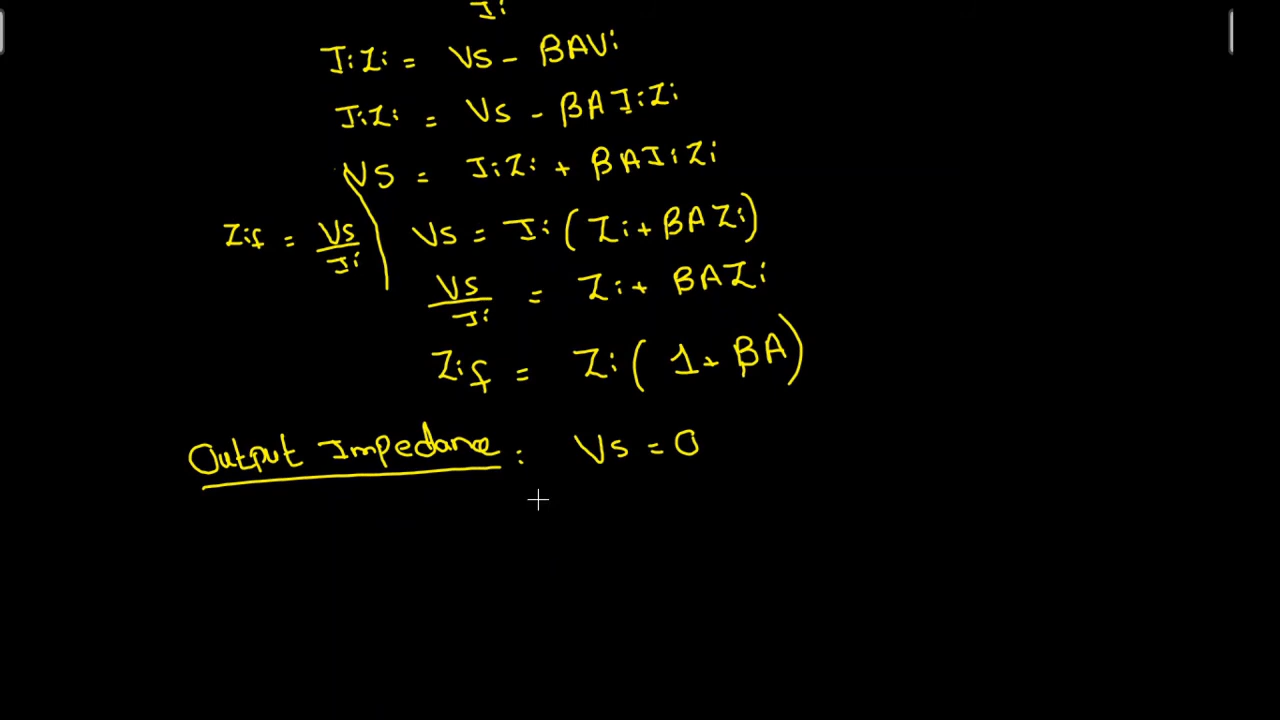 Ii
IiZi = Vs - βAVi
IiZi = Vs - βAIiZi
Vs = IiZi + βAIiZi
Zif = Vs/Ii Vs = Ii(Zi + βAZi)
Vs/Ii = Zi + βAZi
Zif = Zi(1 + βA)
Output Impedance: Vs = 0